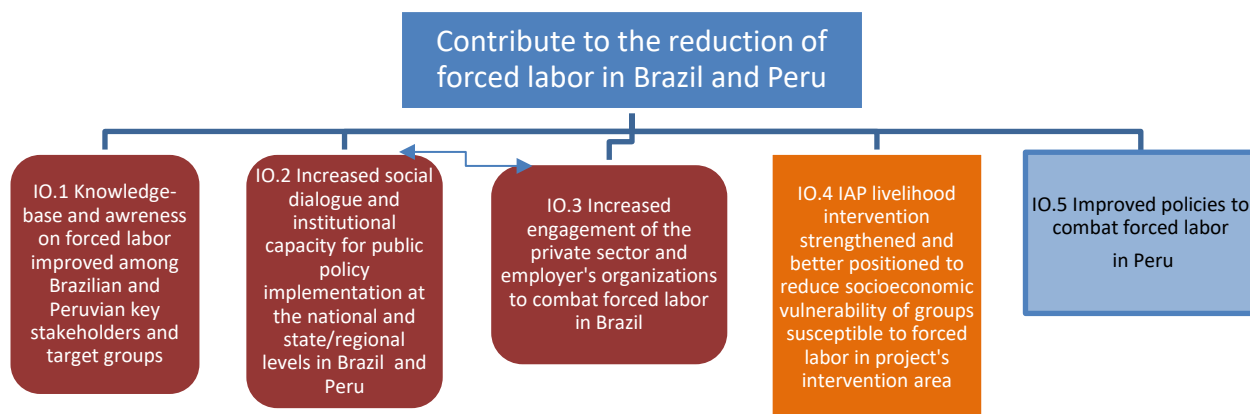 Contribute to the reduction of
forced labor in Brazil and Peru
IO.1 Knowledge-
base and awreness
on forced labor
improved among
Brazilian and
Peruvian key
stakeholders and
target groups
IO.2 Increased social
dialogue and
institutional
capacity for public
policy
implementation at
the national and
state/regional
levels in Brazil and
Peru
IO.3 Increased
engagement of the
private sector and
employer's organizations
to combat forced labor
in Brazil
IO.4 IAP livelihood
intervention
strengthened and
better positioned to
reduce socioeconomic
vulnerability of groups
susceptible to forced
labor in project's
intervention area
IO.5 Improved policies to
combat forced labor
in Peru